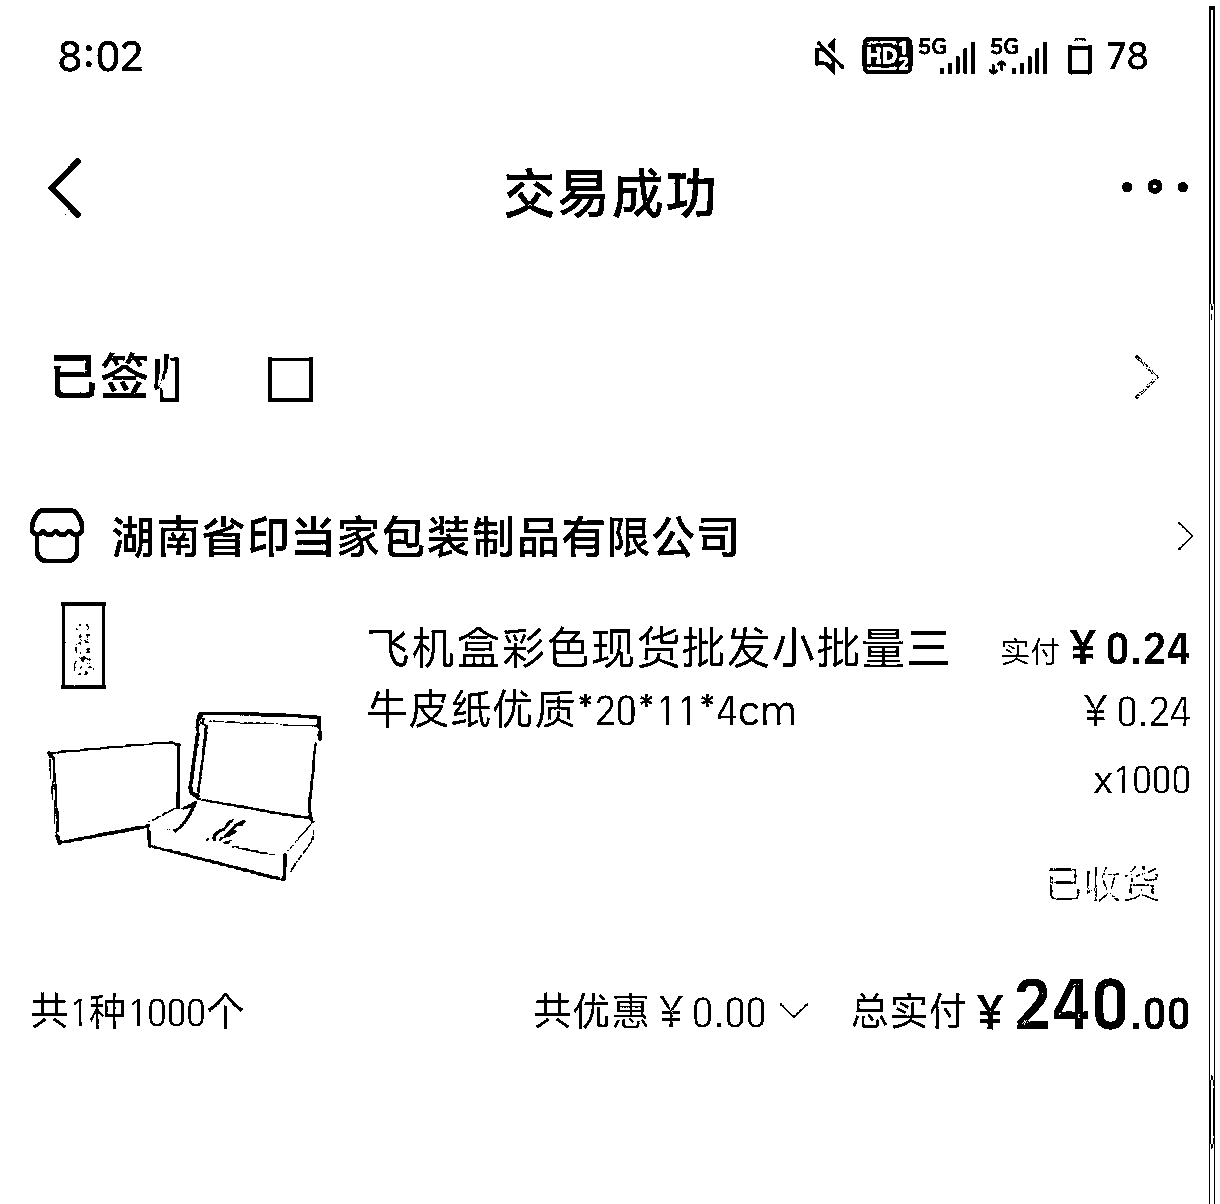 8:02 HD 1 2 5G 5G 78
交易成功
已签
湖南省印当家包装制品有限公司
飞机盒彩色现货批发小批量三 实付 ¥0.24
牛皮纸优质*20*11*4cm ¥0.24
x1000
已收货
共1种1000个 共优惠 ¥0.00 总实付 ¥240.00